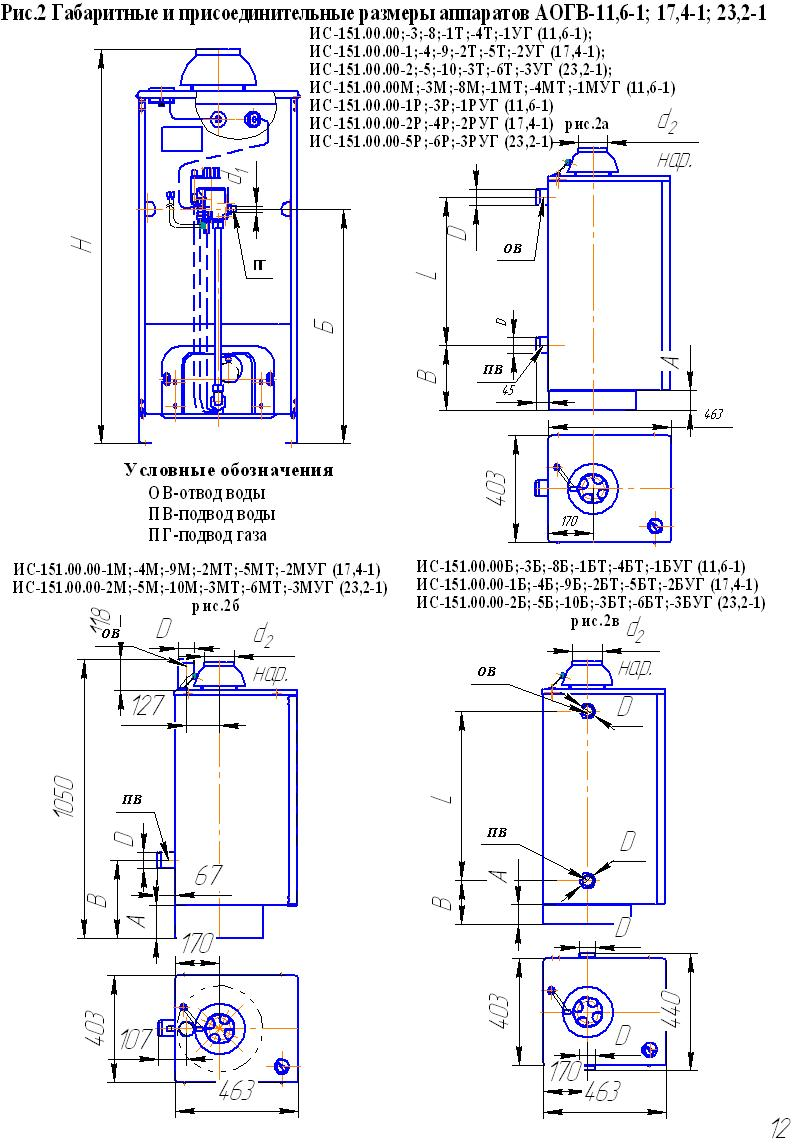 Рис.2 Габаритные и присоединительные размеры аппаратов АОГВ-11,6-1; 17,4-1; 23,2-1
ИС-151.00.00;-3;-8;-1Т;-4Т;-1УГ (11,6-1);
ИС-151.00.00-1;-4;-9;-2Т;-5Т;-2УГ (17,4-1);
ИС-151.00.00-2;-5;-10;-3Т;-6Т;-3УГ (23,2-1);
ИС-151.00.00М;-3М;-8М;-1МТ;-4МТ;-1МУГ (11,6-1)
ИС-151.00.00-1Р;-3Р;-1РУГ (11,6-1)
ИС-151.00.00-2Р;-4Р;-2РУГ (17,4-1) рис.2а
ИС-151.00.00-5Р;-6Р;-3РУГ (23,2-1)
H
d1
ПГ
Б
d2
нар.
D
ОВ
L
D
ПВ
В
45
А
463
403
170
Условные обозначения
ОВ-отвод воды
ПВ-подвод воды
ПГ-подвод газа
ИС-151.00.00-1М;-4М;-9М;-2МТ;-5МТ;-2МУГ (17,4-1)
ИС-151.00.00-2М;-5М;-10М;-3МТ;-6МТ;-3МУГ (23,2-1)
рис.2б
118
ОВ
D
d2
нар.
127
1050
ПВ
D
67
В
А
170
403
107
463
ИС-151.00.00Б;-3Б;-8Б;-1БТ;-4БТ;-1БУГ (11,6-1)
ИС-151.00.00-1Б;-4Б;-9Б;-2БТ;-5БТ;-2БУГ (17,4-1)
ИС-151.00.00-2Б;-5Б;-10Б;-3БТ;-6БТ;-3БУГ (23,2-1)
рис.2в
d2
нар.
ОВ
D
L
ПВ
D
А
В
D
403
440
D
170
463
12